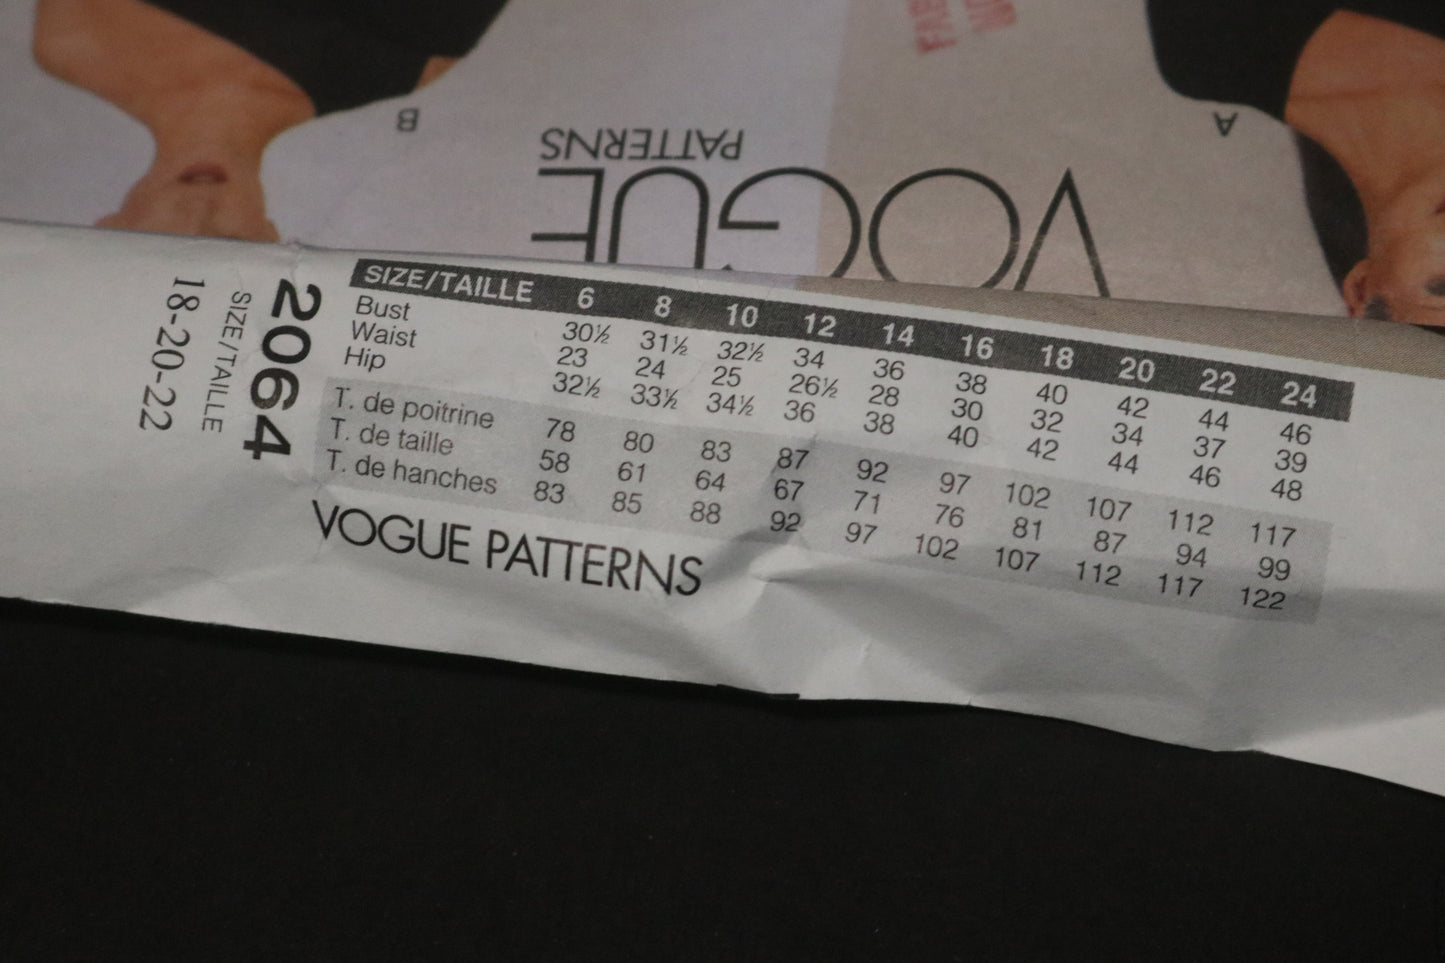 FAB
B
A
VOGUE
PATTERNS
2064
SIZE/TAILLE
18-20-22
SIZE/TAILLE 6 8 10 12 14 16 18 20 22 24
Bust 30½ 31½ 32½ 34 36 38 40 42 44 46
Waist 23 24 25 26½ 28 30 32 34 37 39
Hip 32½ 33½ 34½ 36 38 40 42 44 46 48
T. de poitrine 78 80 83 87 92 97 102 107 112 117
T. de taille 58 61 64 67 71 76 81 87 94 99
T. de hanches 83 85 88 92 97 102 107 112 117 122
VOGUE PATTERNS